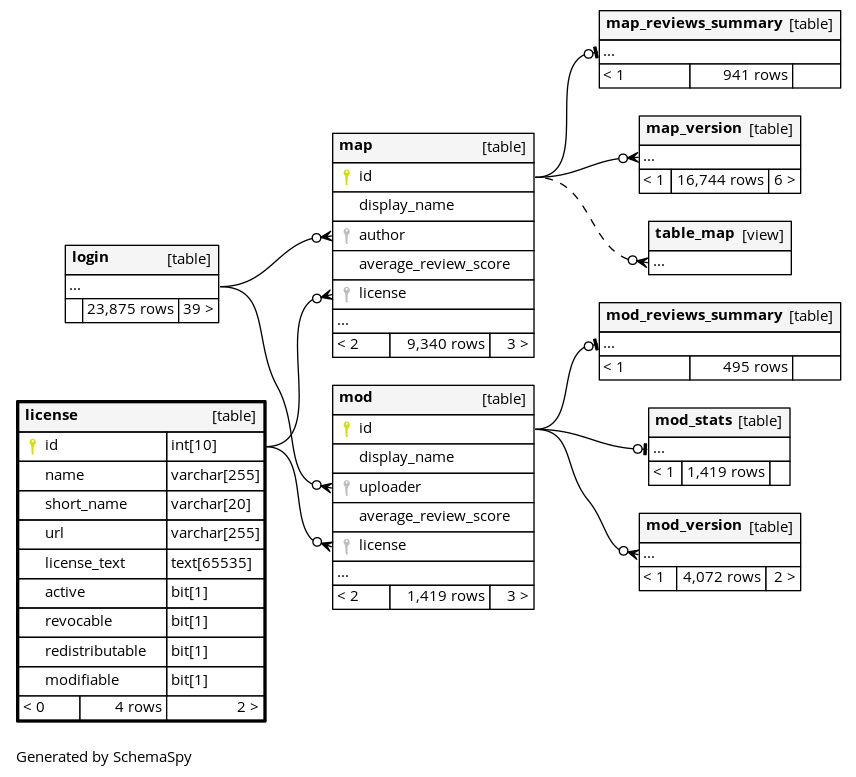 map_reviews_summary [table]
...
< 1 941 rows
map_version [table]
...
< 1 16,744 rows 6 >
table_map [view]
...
map [table]
id
display_name
author
average_review_score
license
...
< 2 9,340 rows 3 >
login [table]
...
23,875 rows 39 >
mod_reviews_summary [table]
...
< 1 495 rows
mod [table]
id
display_name
uploader
average_review_score
license
...
< 2 1,419 rows 3 >
mod_stats [table]
...
< 1 1,419 rows
mod_version [table]
...
< 1 4,072 rows 2 >
license [table]
id int[10]
name varchar[255]
short_name varchar[20]
url varchar[255]
license_text text[65535]
active bit[1]
revocable bit[1]
redistributable bit[1]
modifiable bit[1]
< 0 4 rows 2 >
Generated by SchemaSpy